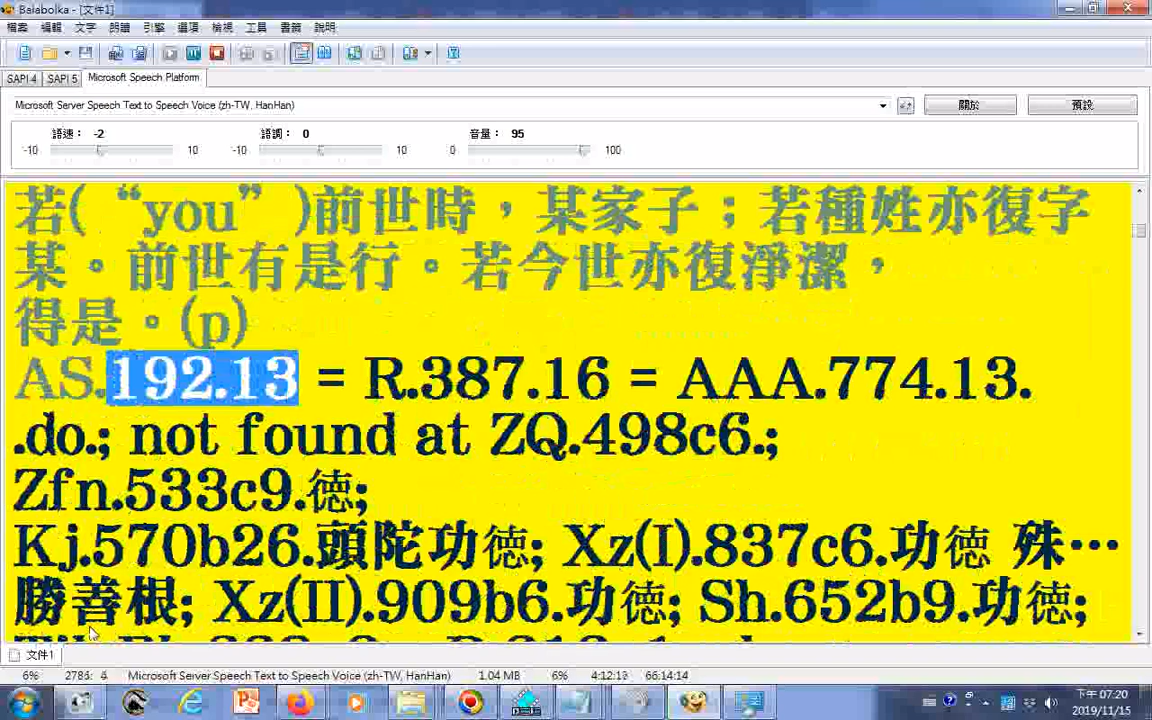 Balabolka - [文件1]
檔案 編輯 文字 朗讀 引擎 選項 檢視 工具 書籤 說明
SAPI 4 SAPI 5 Microsoft Speech Platform
Microsoft Server Speech Text to Speech Voice (zh-TW, HanHan) 關於 預設
語速： -2 語調： 0 音量： 95
-10 10 -10 10 0 100
若(“you”)前世時，某家子；若種姓亦復字
某。前世有是行。若今世亦復淨潔，
得是。(p)
AS.192.13 = R.387.16 = AAA.774.13.
.do.; not found at ZQ.498c6.;
Zfn.533c9.德;
Kj.570b26.頭陀功德; Xz(I).837c6.功德 殊…
勝善根; Xz(II).909b6.功德; Sh.652b9.功德;
文件1
6% 2786: 4 Microsoft Server Speech Text to Speech Voice (zh-TW, HanHan) 1.04 MB 6% 4:12:13 66:14:14
下午 07:20
2019/11/15